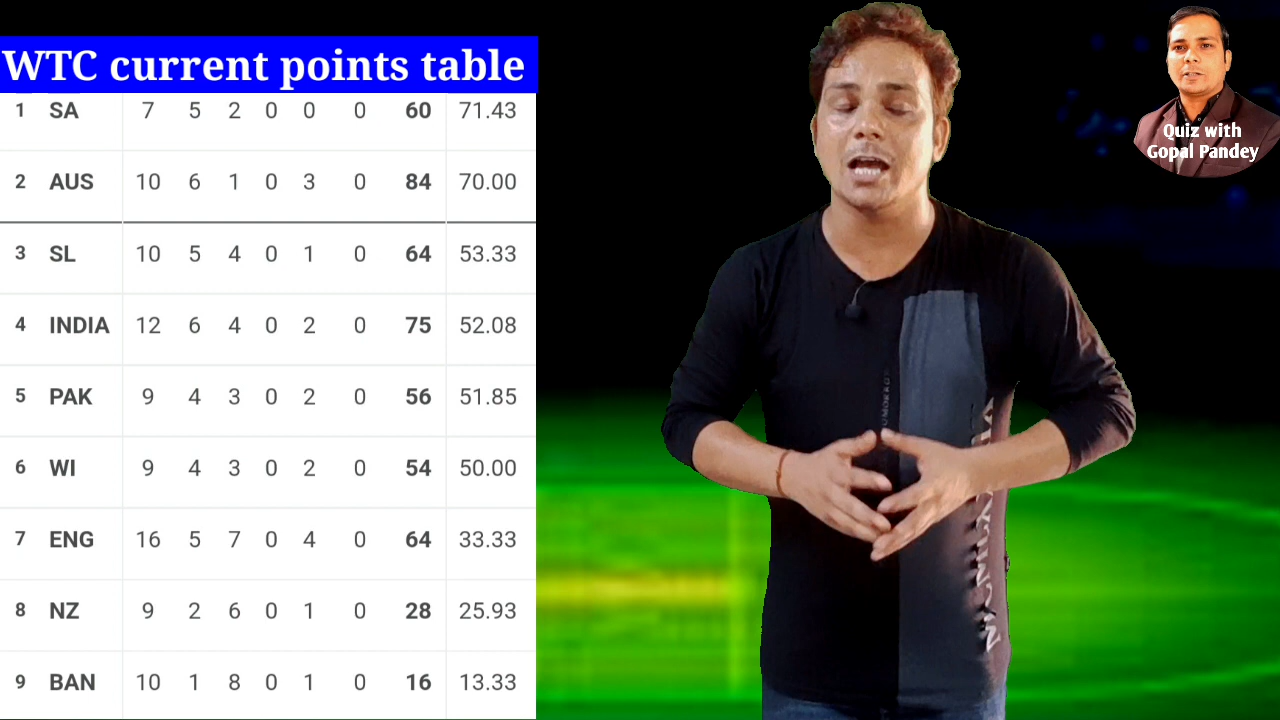 WTC current points table
1 SA 7 5 2 0 0 0 60 71.43
2 AUS 10 6 1 0 3 0 84 70.00
3 SL 10 5 4 0 1 0 64 53.33
4 INDIA 12 6 4 0 2 0 75 52.08
5 PAK 9 4 3 0 2 0 56 51.85
6 WI 9 4 3 0 2 0 54 50.00
7 ENG 16 5 7 0 4 0 64 33.33
8 NZ 9 2 6 0 1 0 28 25.93
9 BAN 10 1 8 0 1 0 16 13.33
Quiz with
Gopal Pandey